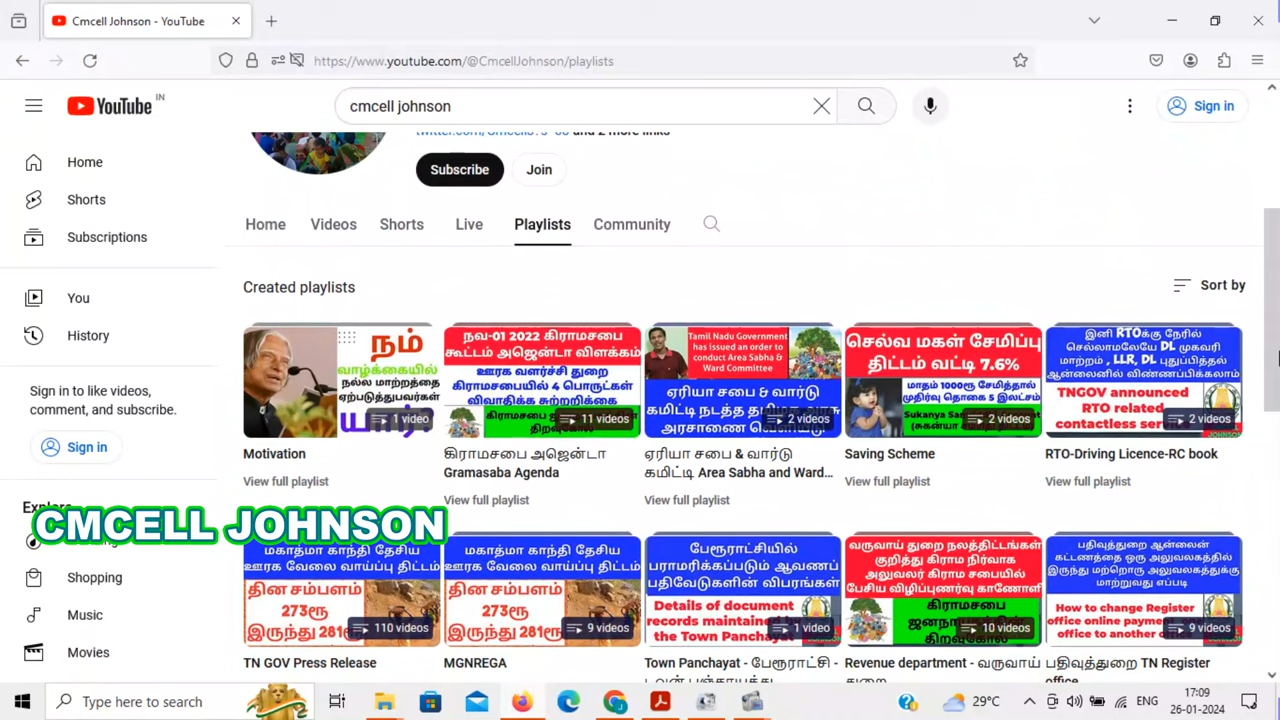 Cmcell Johnson - YouTube
https://www.youtube.com/@CmcellJohnson/playlists
YouTube IN
cmcell johnson
Sign in
and 2 more links
Subscribe
Join
Home
Shorts
Subscriptions
You
History
Sign in to like videos,
comment, and subscribe.
Sign in
Shopping
Music
Movies
Home Videos Shorts Live Playlists Community
Created playlists
Sort by
நம்
வாழ்க்கையில்
நல்ல மாற்றத்தை
ஏற்படுத்துபவர்கள்
யார்
1 video
Motivation
View full playlist
நவ-01 2022 கிராமசபை
கூட்டம் அஜெண்டா விளக்கம்
ஊரக வளர்ச்சி துறை
கிராமசபையில் 4 பொருட்கள்
விவாதிக்க சுற்றறிக்கை
11 videos
கிராமசபை அஜெண்டா
Gramasaba Agenda
View full playlist
Tamil Nadu Government
has issued an order to
conduct Area Sabha &
Ward Committee
ஏரியா சபை & வார்டு
2 videos
ஏரியா சபை & வார்டு
கமிட்டி Area Sabha and Ward...
View full playlist
செல்வ மகள் சேமிப்பு
திட்டம் வட்டி 7.6%
மாதம் 1000ரூ சேமித்தால்
முதிர்வு தொகை 5 இலட்சம்
2 videos
Saving Scheme
View full playlist
இனி RTOக்கு நேரில்
செல்லாமலேயே DL முகவரி
மாற்றம் , LLR, DL புதுப்பித்தல்
ஆன்லைனில் விண்ணப்பிக்கலாம்
TNGOV announced
RTO related
2 videos
RTO-Driving Licence-RC book
View full playlist
CMCELL JOHNSON
மகாத்மா காந்தி தேசிய
ஊரக வேலை வாய்ப்பு திட்டம்
தின சம்பளம்
273ரூ
இருந்து 281ரூ
110 videos
TN GOV Press Release
மகாத்மா காந்தி தேசிய
ஊரக வேலை வாய்ப்பு திட்டம்
தின சம்பளம்
273ரூ
இருந்து 281ரூ
9 videos
MGNREGA
பேரூராட்சியில்
பராமரிக்கப்படும் ஆவணப்
பதிவேடுகளின் விபரங்கள்
Details of document
records maintained by
the Town Panchayat
1 video
Town Panchayat - பேரூராட்சி -
வருவாய் துறை நலத்திட்டங்கள்
குறித்து கிராம நிர்வாக
அலுவலர் கிராம சபையில்
பேசிய விழிப்புணர்வு காணொளி
கிராமசபை
10 videos
Revenue department - வருவாய்
பதிவுத்துறை ஆன்லைன்
கட்டணத்தை ஒரு அலுவலகத்தில்
இருந்து மற்றொரு அலுவலகத்துக்கு
மாற்றுவது எப்படி
How to change Register
office online payment
office to another
9 videos
பதிவுத்துறை TN Register
Type here to search
29°C
ENG
17:09
26-01-2024